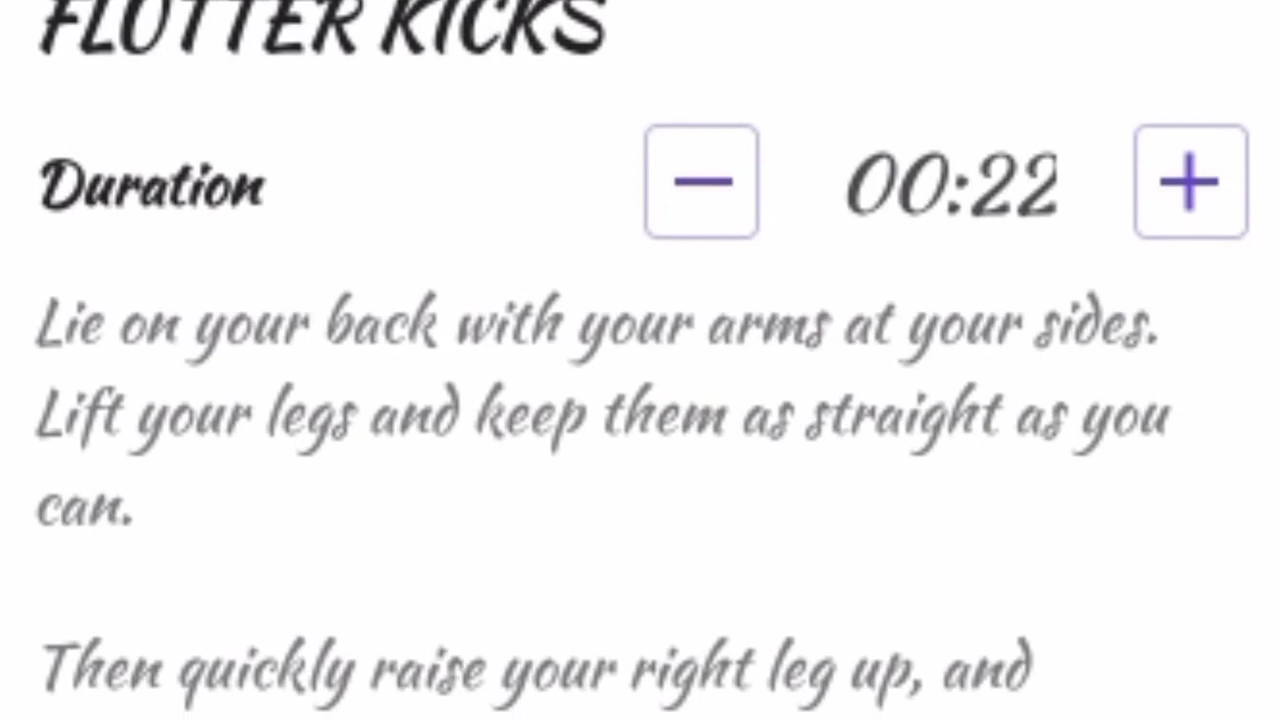 FLUTTER KICKS
Duration − 00:22 +
Lie on your back with your arms at your sides.
Lift your legs and keep them as straight as you
can.
Then quickly raise your right leg up, and